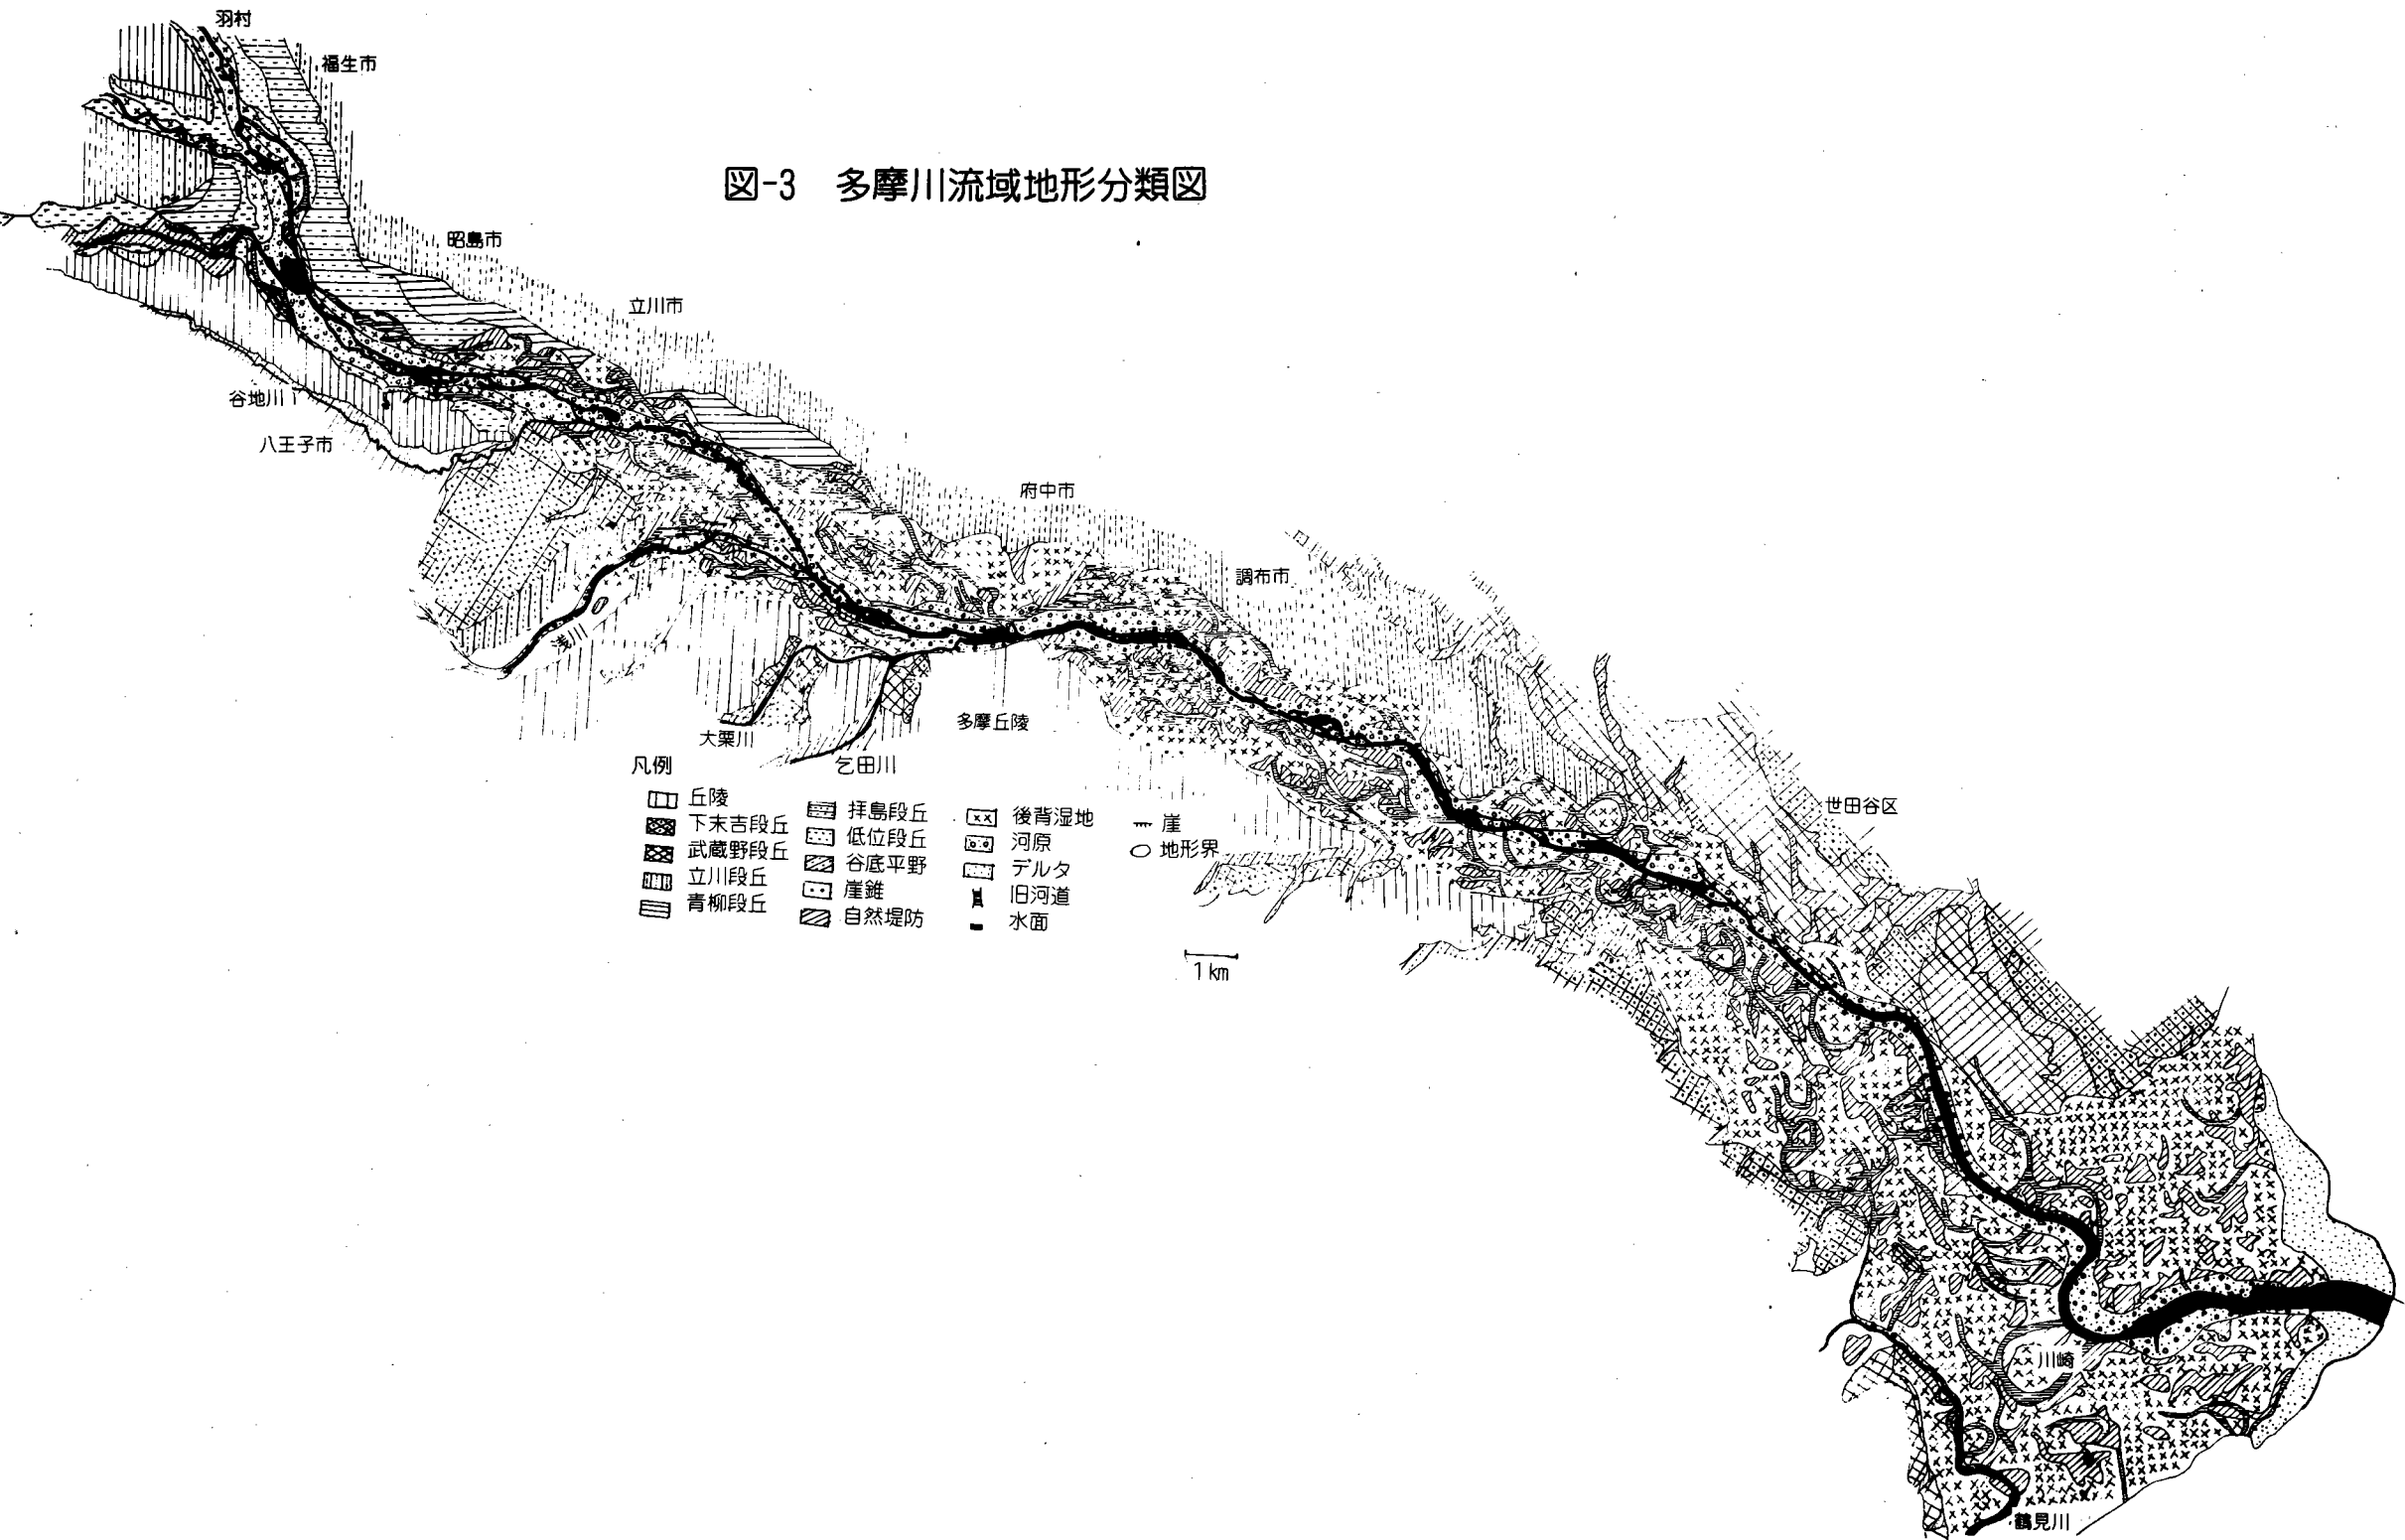 羽村
福生市
図-3 多摩川流域地形分類図
昭島市
立川市
谷地川
八王子市
府中市
調布市
浅川
大栗川
多摩丘陵
乞田川
世田谷区
凡例
丘陵
下末吉段丘
武蔵野段丘
立川段丘
青柳段丘
拝島段丘
低位段丘
谷底平野
崖錐
自然堤防
後背湿地
河原
デルタ
旧河道
水面
崖
地形界
1km
川崎
鶴見川